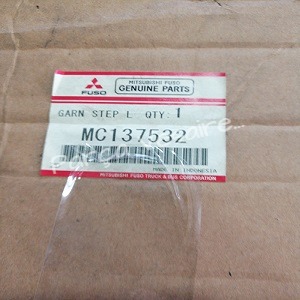 MITSUBISHI FUSO
GENUINE PARTS
FUSO
GARN STEP L QTY: 1
MC137532
MADE IN INDONESIA
MITSUBISHI FUSO TRUCK & BUS CORPORATION